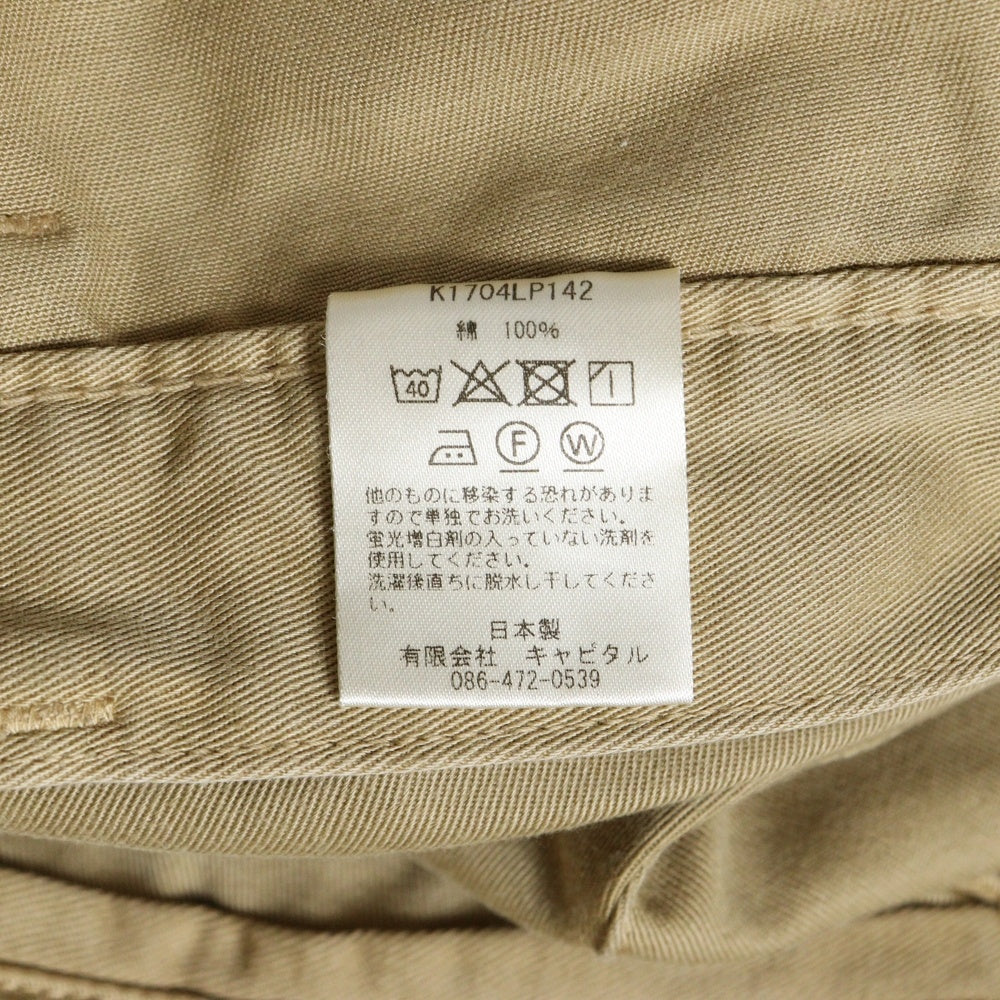 K1704LP142
綿 100%
40
F W
他のものに移染する恐れがありま
すので単独でお洗いください。
蛍光増白剤の入っていない洗剤を
使用してください。
洗濯後直ちに脱水し干してくださ
い。
日本製
有限会社 キャピタル
086-472-0539